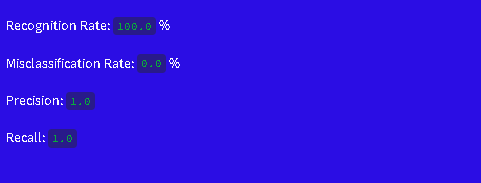 Recognition Rate: 100.0 %
Misclassification Rate: 0.0 %
Precision: 1.0
Recall: 1.0